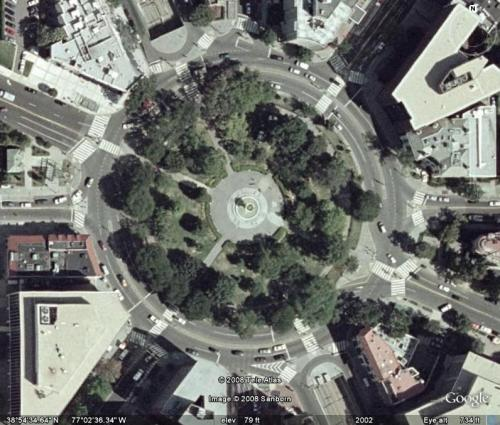 N
© 2008 Tele Atlas
Image © 2008 Sanborn
Google
38°54'34.64" N 77°02'36.34" W elev 79 ft 2002 Eye alt 734 ft